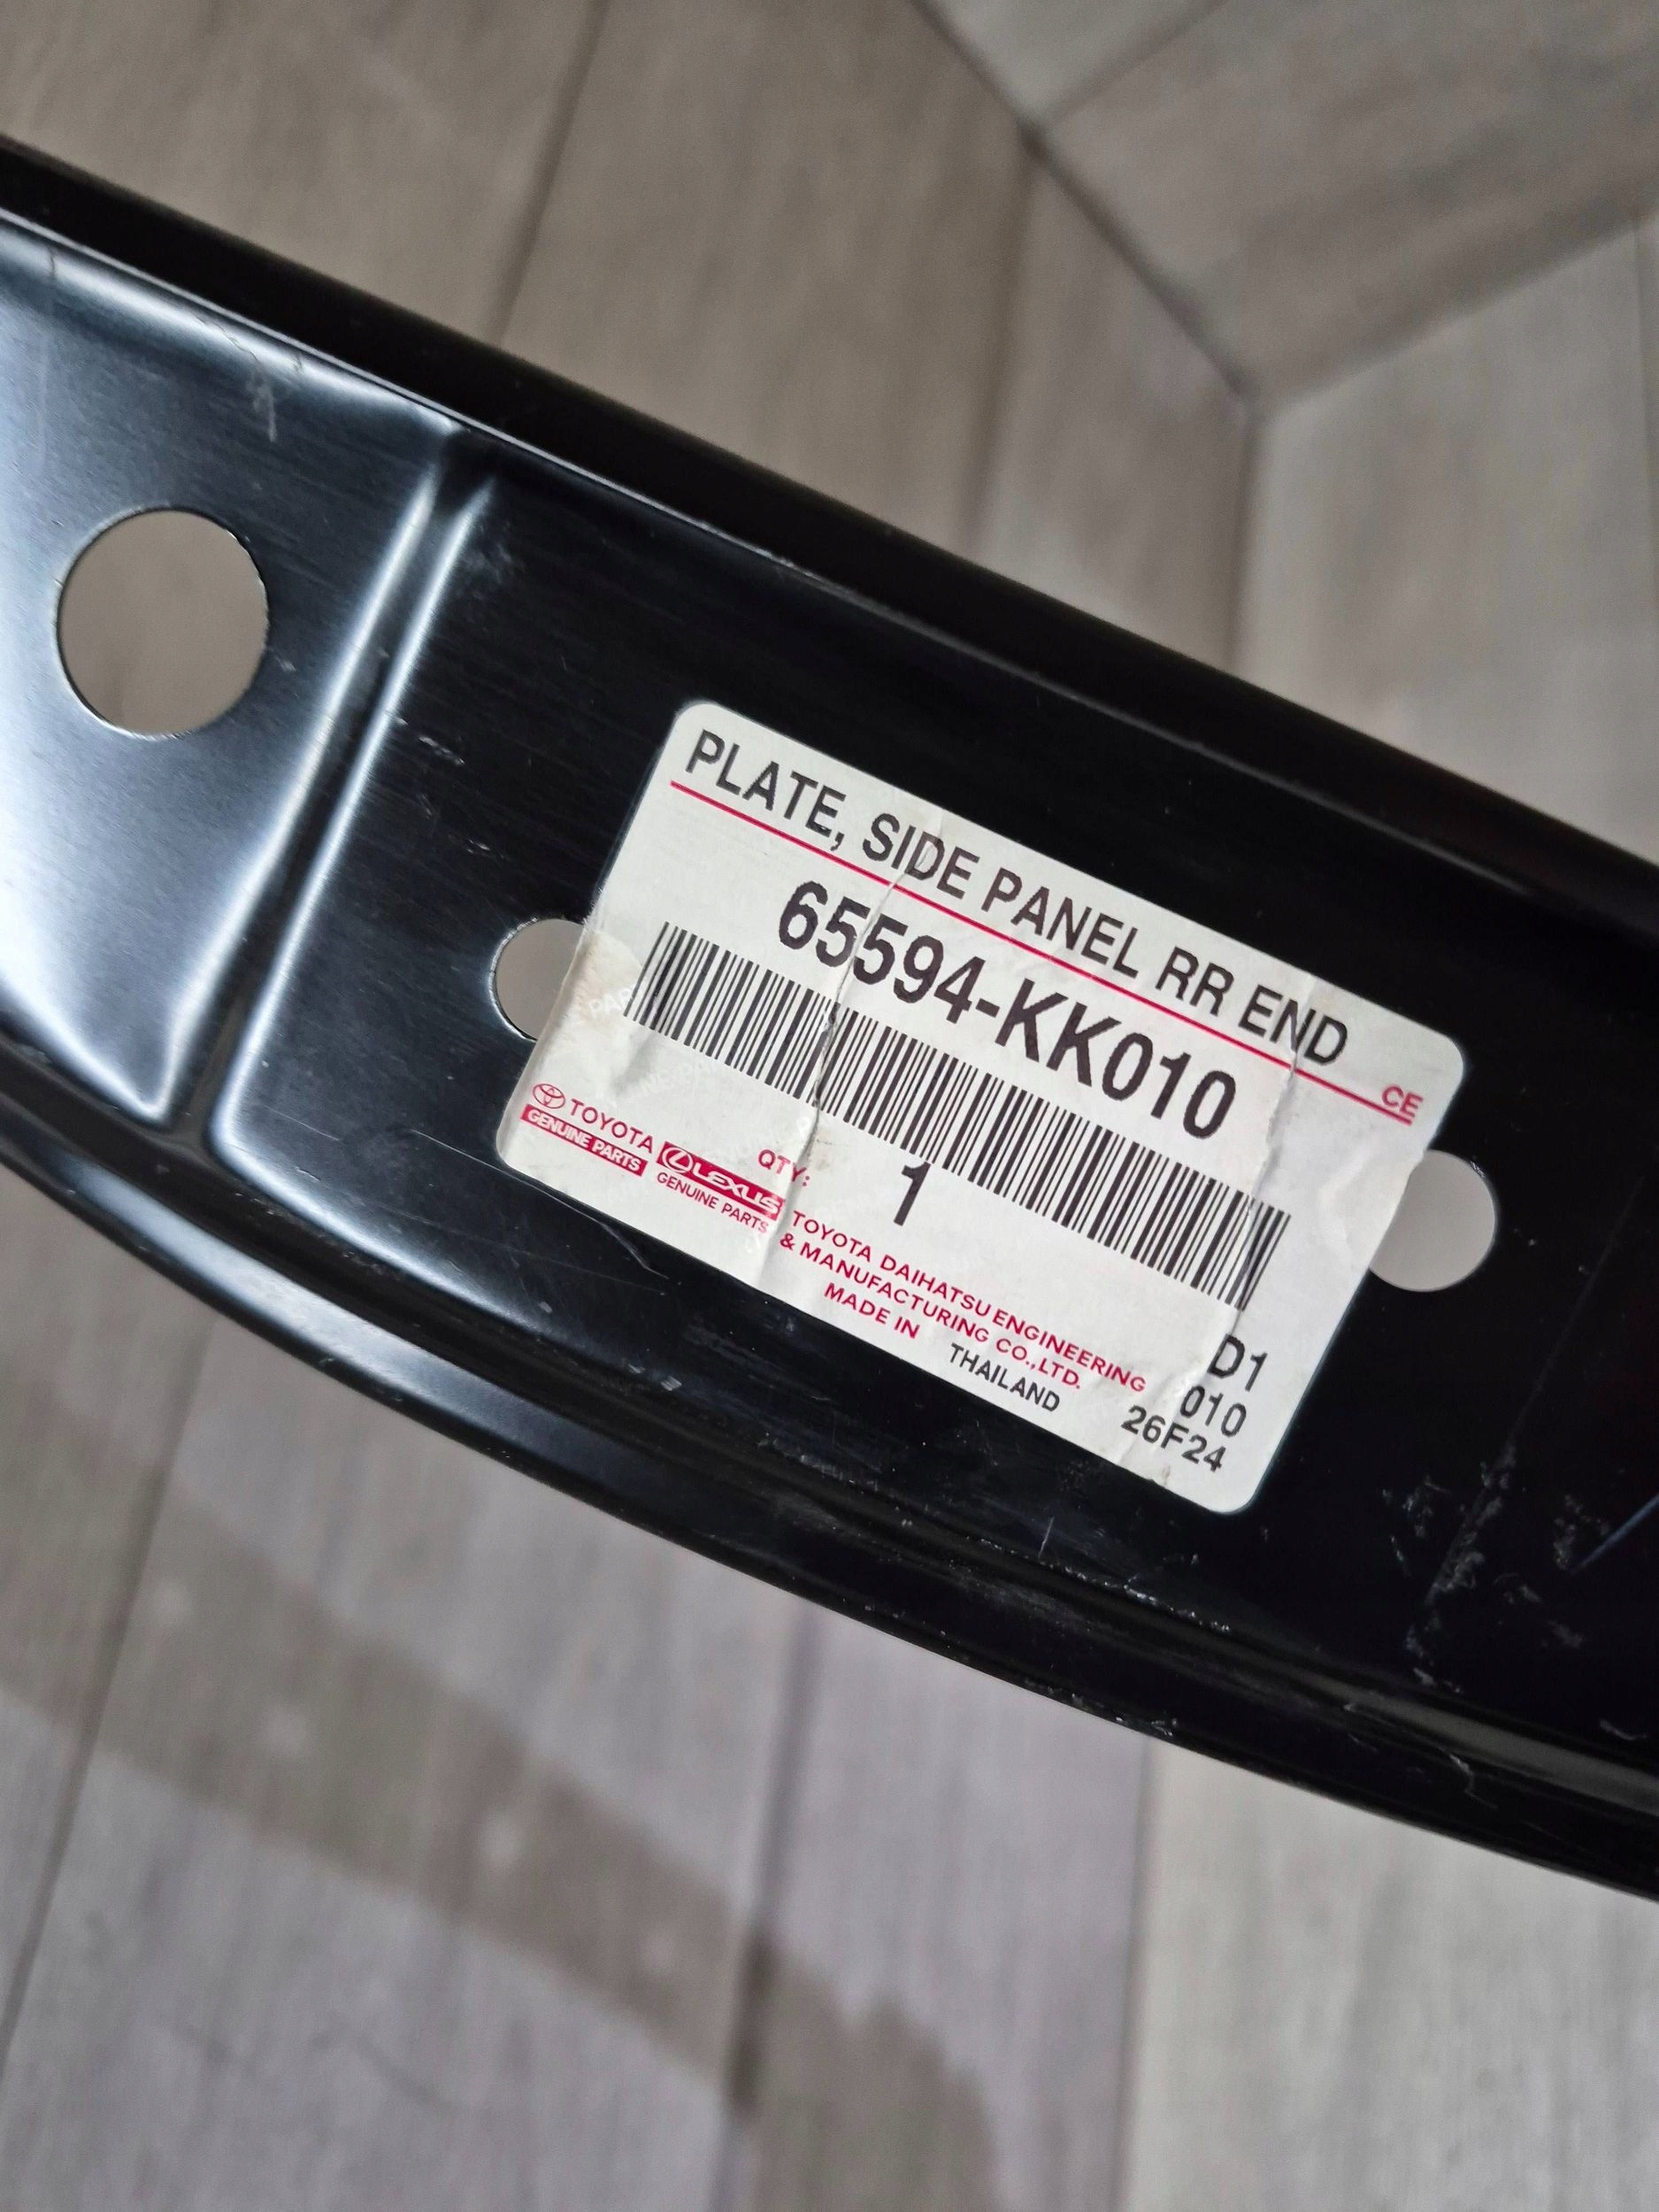 PLATE, SIDE PANEL RR END
CE
65594-KK010
TOYOTA
GENUINE PARTS
LEXUS
GENUINE PARTS
QTY:
1
TOYOTA DAIHATSU ENGINEERING
& MANUFACTURING CO.,LTD.
MADE IN
THAILAND
D1
010
26F24